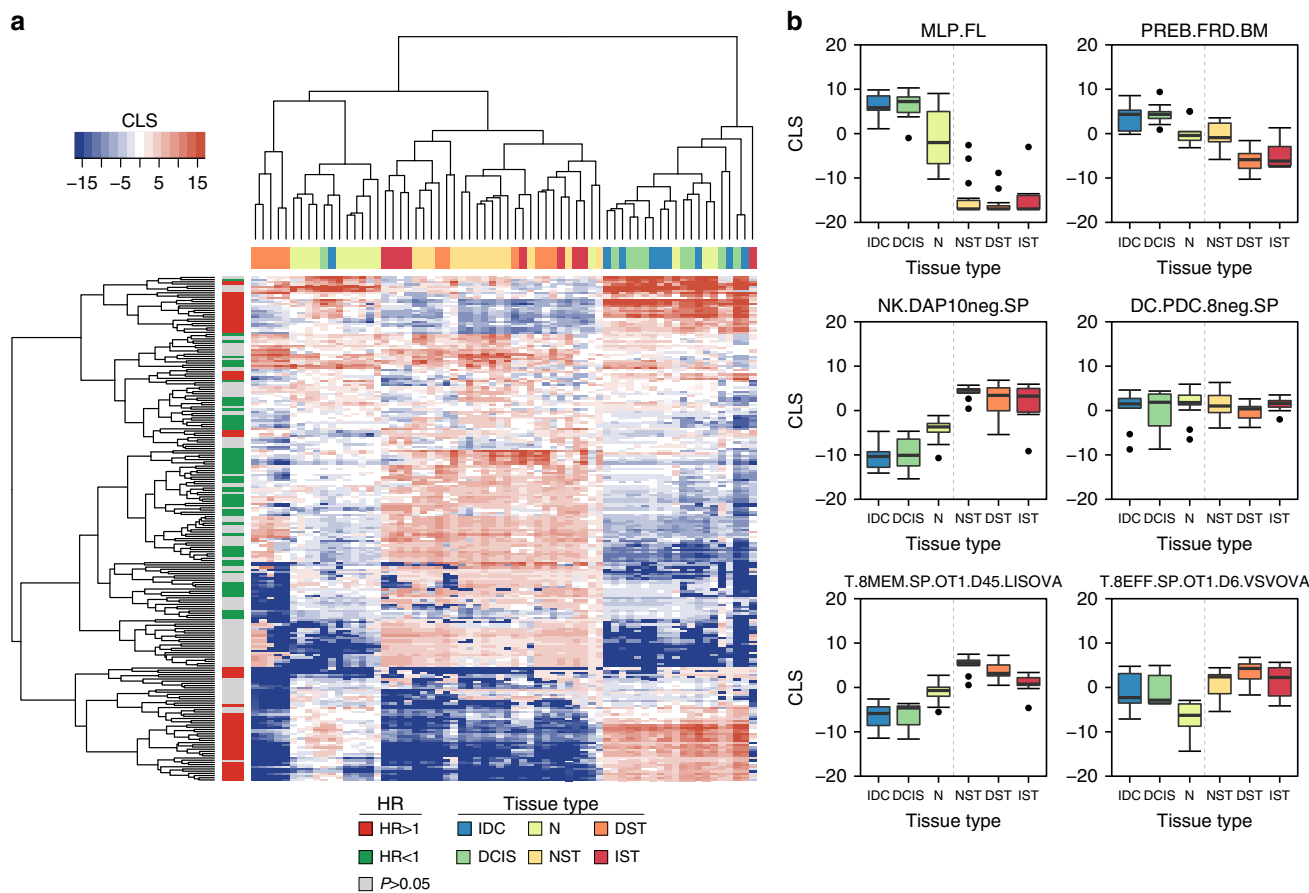 a
CLS
−15 −5 5 15
HR
HR>1
HR<1
P>0.05
Tissue type
IDC N DST
DCIS NST IST
b
MLP.FL
20
10
0
−10
−20
CLS
IDC DCIS N NST DST IST
Tissue type
PREB.FRD.BM
20
10
0
−10
−20
IDC DCIS N NST DST IST
Tissue type
NK.DAP10neg.SP
20
10
0
−10
−20
CLS
IDC DCIS N NST DST IST
Tissue type
DC.PDC.8neg.SP
20
10
0
−10
−20
IDC DCIS N NST DST IST
Tissue type
T.8MEM.SP.OT1.D45.LISOVA
20
10
0
−10
−20
CLS
IDC DCIS N NST DST IST
Tissue type
T.8EFF.SP.OT1.D6.VSVOVA
20
10
0
−10
−20
IDC DCIS N NST DST IST
Tissue type